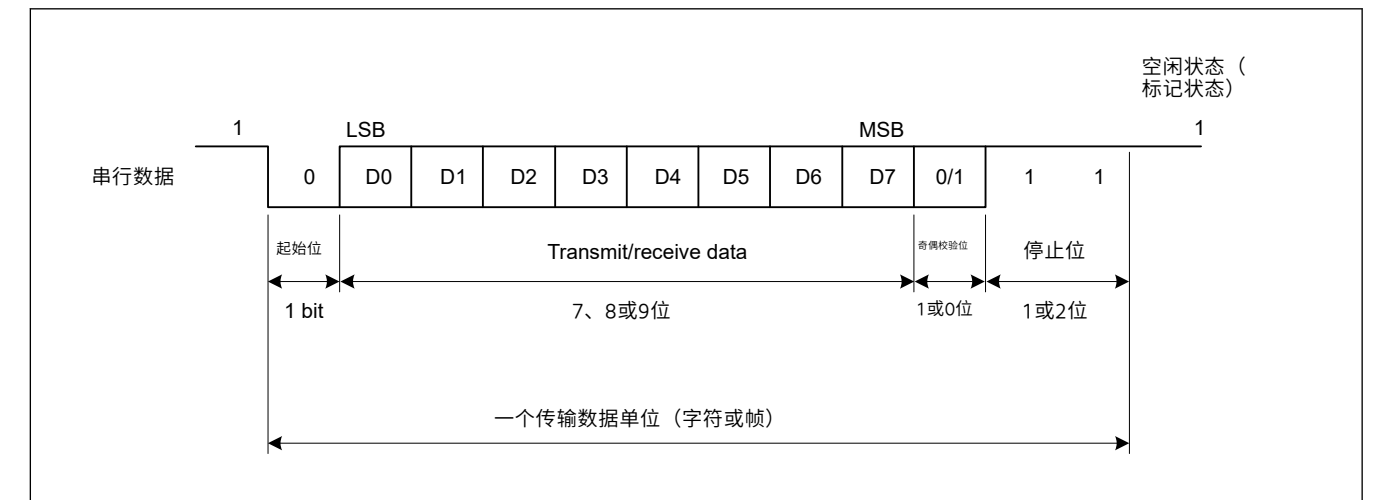 空闲状态（
标记状态）
1 LSB MSB 1
串行数据 0 D0 D1 D2 D3 D4 D5 D6 D7 0/1 1 1
起始位 Transmit/receive data 奇偶校验位 停止位
1 bit 7、8或9位 1或0位 1或2位
一个传输数据单位（字符或帧）